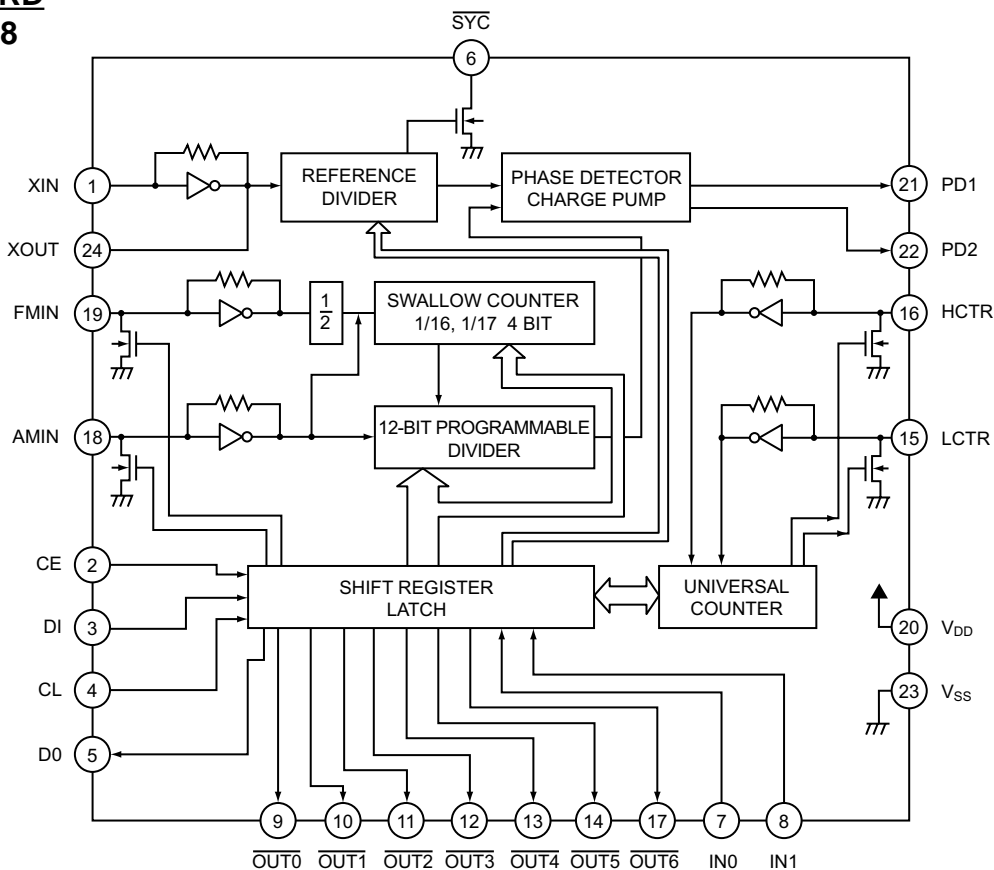 8
SYC
6
XIN
1
REFERENCE
DIVIDER
PHASE DETECTOR
CHARGE PUMP
21
PD1
XOUT
24
22
PD2
FMIN
19
1
2
SWALLOW COUNTER
1/16, 1/17 4 BIT
16
HCTR
AMIN
18
12-BIT PROGRAMMABLE
DIVIDER
15
LCTR
CE
2
SHIFT REGISTER
LATCH
UNIVERSAL
COUNTER
DI
3
20
VDD
CL
4
23
VSS
D0
5
9
10
11
12
13
14
17
7
8
OUT0
OUT1
OUT2
OUT3
OUT4
OUT5
OUT6
IN0
IN1